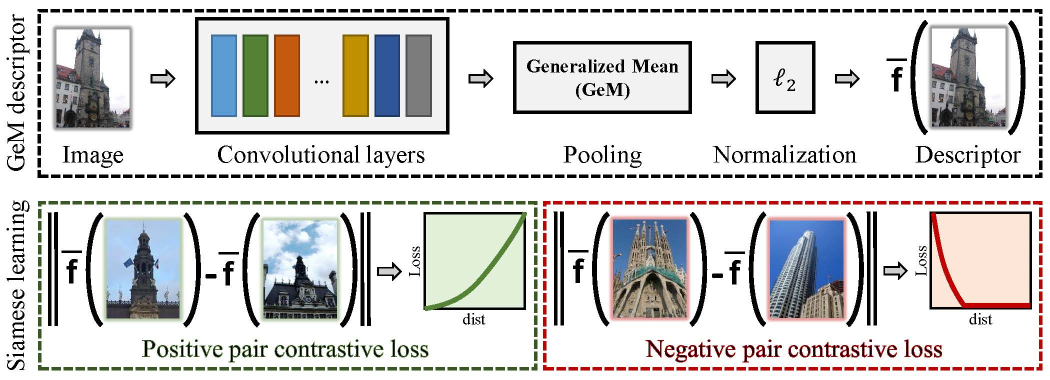 GeM descriptor
...
Generalized Mean
(GeM)
ℓ2
f̄
Image
Convolutional layers
Pooling
Normalization
Descriptor
Siamese learning
‖ f̄ ( ) - f̄ ( ) ‖
Loss
dist
Positive pair contrastive loss
‖ f̄ ( ) - f̄ ( ) ‖
Loss
dist
Negative pair contrastive loss